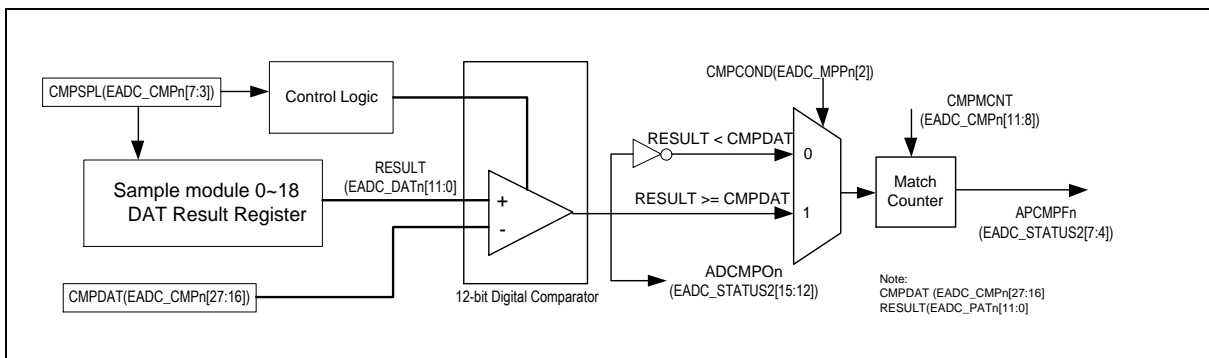 CMPSPL(EADC_CMPn[7:3])
Control Logic
Sample module 0~18
DAT Result Register
RESULT
(EADC_DATn[11:0]
CMPDAT(EADC_CMPn[27:16])
+
-
12-bit Digital Comparator
CMPCOND(EADC_MPPn[2])
RESULT < CMPDAT
0
RESULT >= CMPDAT
1
ADCMPOn
(EADC_STATUS2[15:12])
CMPMCNT
(EADC_CMPn[11:8])
Match
Counter
APCMPFn
(EADC_STATUS2[7:4])
Note:
CMPDAT (EADC_CMPn[27:16]
RESULT(EADC_PATn[11:0]